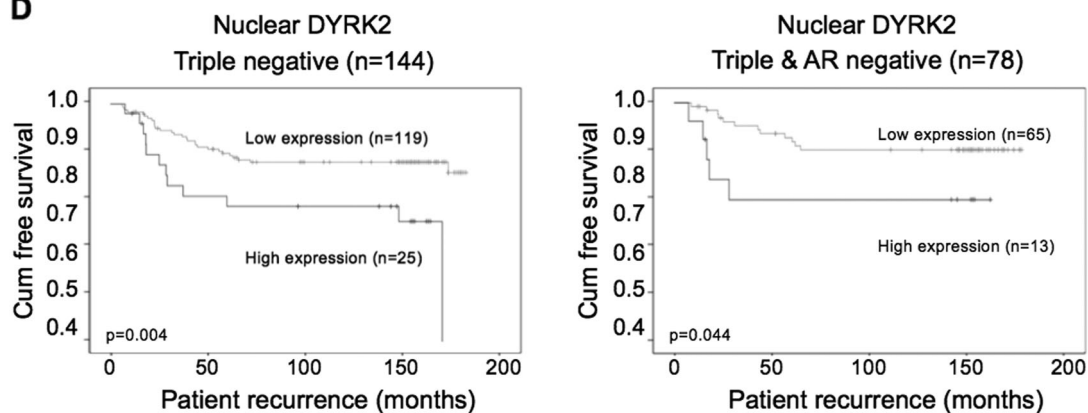 D
Nuclear DYRK2
Triple negative (n=144)
Cum free survival
1.0
0.9
0.8
0.7
0.6
0.5
0.4
Low expression (n=119)
High expression (n=25)
p=0.004
0 50 100 150 200
Patient recurrence (months)
Nuclear DYRK2
Triple & AR negative (n=78)
Cum free survival
1.0
0.9
0.8
0.7
0.6
0.5
0.4
Low expression (n=65)
High expression (n=13)
p=0.044
0 50 100 150 200
Patient recurrence (months)